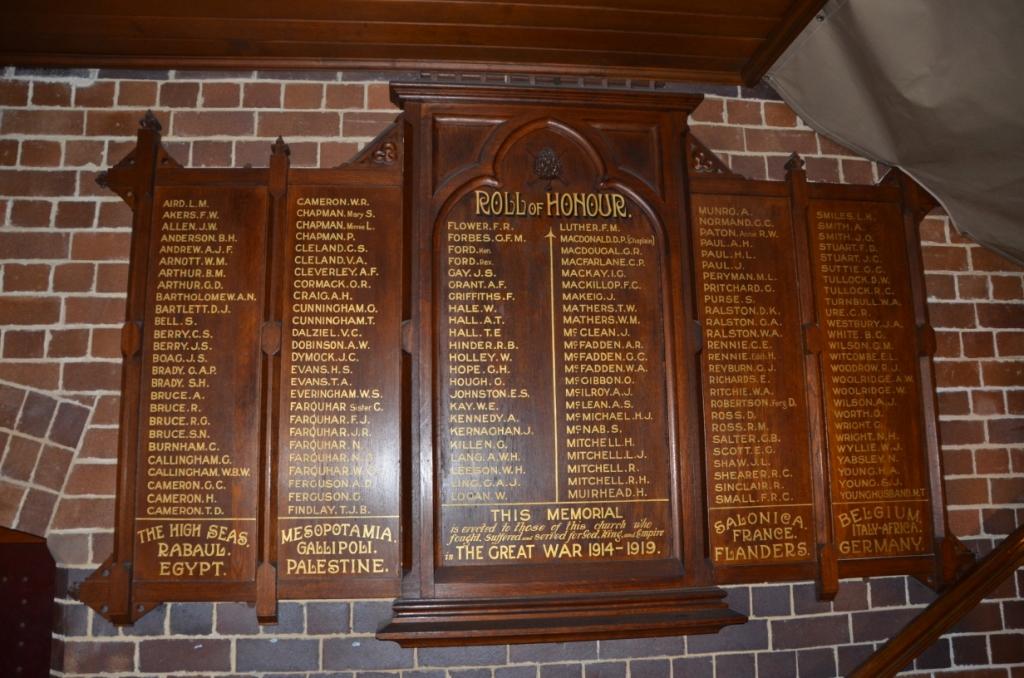 AIRD. L.M.
AKERS. F.W.
ALLEN. J.W.
ANDERSON. B.H.
ANDREW. A.J.F.
ARNOTT. W.M.
ARTHUR. B.M.
ARTHUR. G.D.
BARTHOLOMEW. A.N.
BARTLETT. D.J.
BELL. S.
BERRY. C.S.
BERRY. J.S.
BOAG. J.S.
BRADY. G.A.P.
BRADY. S.H.
BRUCE. A.
BRUCE. R.
BRUCE. R.G.
BRUCE. S.N.
BURNHAM. C.
CALLINGHAM. G.
CALLINGHAM. W.B.W.
CAMERON. G.C.
CAMERON. H.
CAMERON. T.D.
THE HIGH SEAS.
RABAUL.
EGYPT.
CAMERON. W.R.
CHAPMAN. Mary S.
CHAPMAN. L.
CHAPMAN. P.
CLELAND. C.S.
CLELAND. V.A.
CLEVERLEY. A.F.
CORMACK. O.R.
CRAIG. A.H.
CUNNINGHAM. O.
CUNNINGHAM. T.
DALZIEL. V.C.
DOBINSON. A.W.
DYMOCK. J.C.
EVANS. H.S.
EVANS. T.A.
EVERINGHAM. W.S.
FARQUHAR Sister C.
FARQUHAR. F.J.
FARQUHAR. J.R.
FARQUHAR. N.
FARQUHAR. N.J.
FARQUHAR. W.G.
FERGUSON. A.D.
FERGUSON. G.
FINDLAY. T.J.B.
MESOPOTAMIA.
GALLIPOLI.
PALESTINE.
ROLL OF HONOUR.
FLOWER. F.R.
FORBES. G.F.M.
FORD. Ken.
FORD. Rex.
GAY. J.S.
GRANT. A.F.
GRIFFITHS. F.
HALE. W.
HALL. A.T.
HALL. T.E
HINDER. R.B.
HOLLEY. W.
HOPE. G.H.
HOUGH. G.
JOHNSTON. E.S.
KAY. W.E.
KENNEDY. A.
KERNAGHAN. J.
KILLEN. G.
LANG. A.W.H.
LEESON. W.H.
LING. G.A.J.
LOGAN. W.
LUTHER. F.M.
MACDONALD. D.P. (Chaplain)
MACDOUGAL. G.R.
MACFARLANE. C.P.
MACKAY. I.G.
MACKILLOP. F.C.
MAKEIG. J.
MATHERS. T.W.
MATHERS. W.M.
McCLEAN. J.
McFADDEN. A.R.
McFADDEN. G.C.
McFADDEN. W.A.
McGIBBON. O.
McILROY. A.J.
McLEAN. A.S.
McMICHAEL. H.J.
McNAB. S.
MITCHELL. H.
MITCHELL. L.J.
MITCHELL. R.
MITCHELL. R.H.
MUIRHEAD. H.
THIS MEMORIAL
is erected to those of this church who
fought, suffered and served for God, King, and Empire
in THE GREAT WAR 1914-1919.
MUNRO. A.
NORMAND. G.C.
PATON. R.W.
PAUL. A.H.
PAUL. H.L.
PAUL. J.
PERYMAN. M.L.
PRITCHARD. G.
PURSE. S.
RALSTON. D.K.
RALSTON. G.A.
RALSTON. W.A.
RENNIE. C.E.
RENNIE. Edith H.
REYBURN. G.J.
RICHARDS. E.
RITCHIE. W.A.
ROBERTSON. D.
ROSS. D.
ROSS. R.M.
SALTER. G.B.
SCOTT. E.G.
SHAW. J.L.
SHEARER. R.C.
SINCLAIR. R.
SMALL. F.R.C.
SALONICA.
FRANCE.
FLANDERS.
SMILES. L.K.
SMITH. A.
SMITH. J.O.
STUART. F.D.
STUART. J.C.
SUTTIE. G.C.
TULLOCK. D.W.
TULLOCK. R.C.
TURNBULL. W.A.
URE. C.R.
WESTBURY. J.A.
WHITE. B.C.
WILSON. G.M.
WITCOMBE. E.L.
WOODROW. R.J.
WOOLRIDGE. A.W.
WOOLRIDGE. W.
WILSON. A.J.
WORTH. O.
WRIGHT. G.
WRIGHT. N.H.
WYLLIE. W.J.
YABSLEY. N.
YOUNG. H.A.
YOUNG. S.J.
YOUNGHUSBAND. M.T.
BELGIUM.
ITALY-AFRICA.
GERMANY.